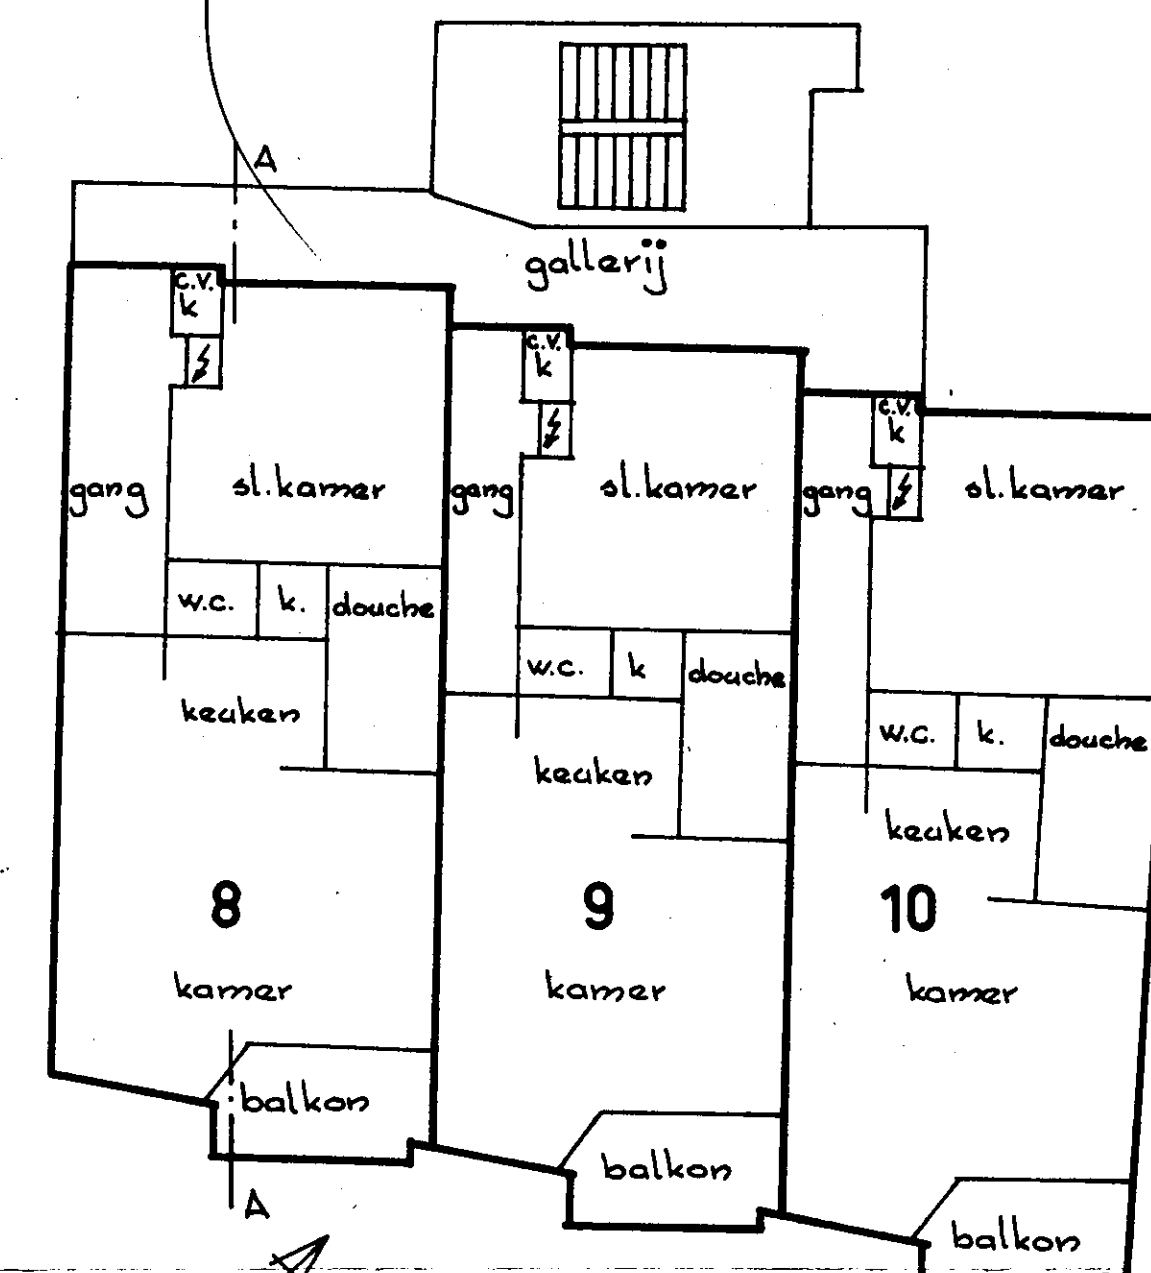 A
gallerij
c.v.
k
gang
sl.kamer
w.c.
k.
douche
keuken
8
kamer
balkon
A
c.v.
k
gang
sl.kamer
w.c.
k
douche
keuken
9
kamer
balkon
c.v.
k
gang
sl.kamer
w.c.
k.
douche
keuken
10
kamer
balkon